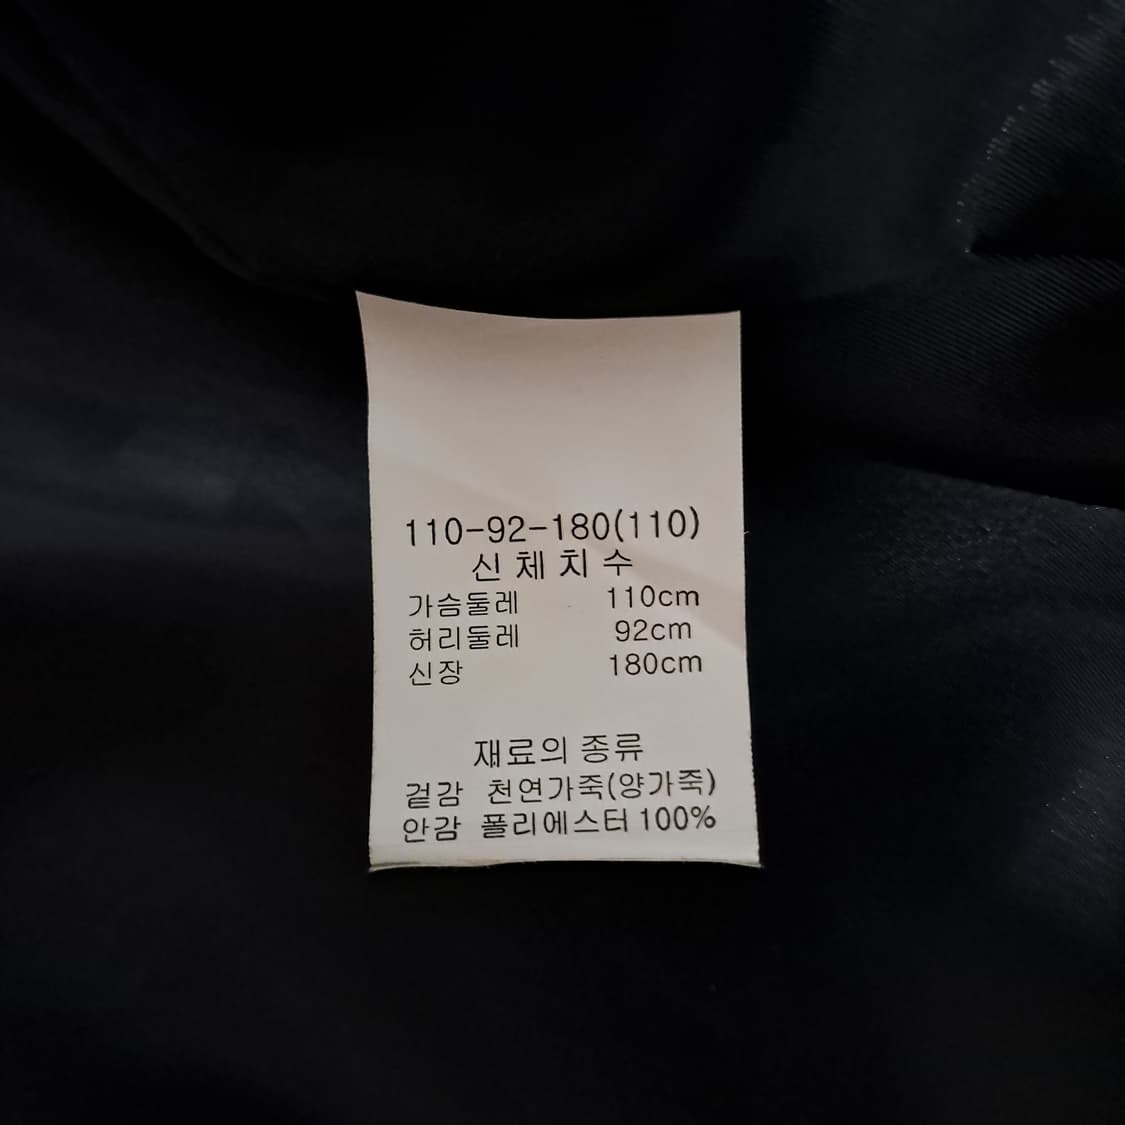 110-92-180(110)
신 체 치 수
가슴둘레 110cm
허리둘레 92cm
신장 180cm
재료의 종류
겉감 천연가죽(양가죽)
안감 폴리에스터 100%